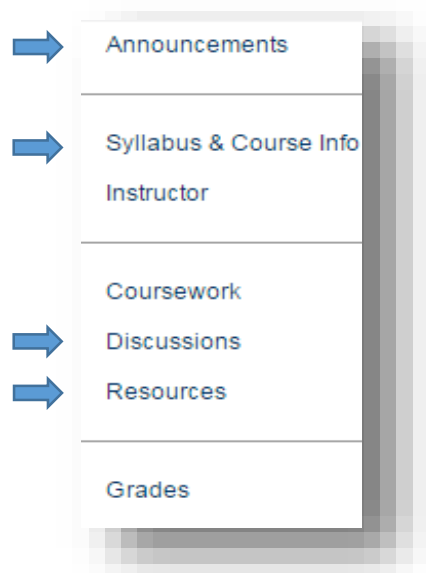 Announcements
Syllabus & Course Info
Instructor
Coursework
Discussions
Resources
Grades